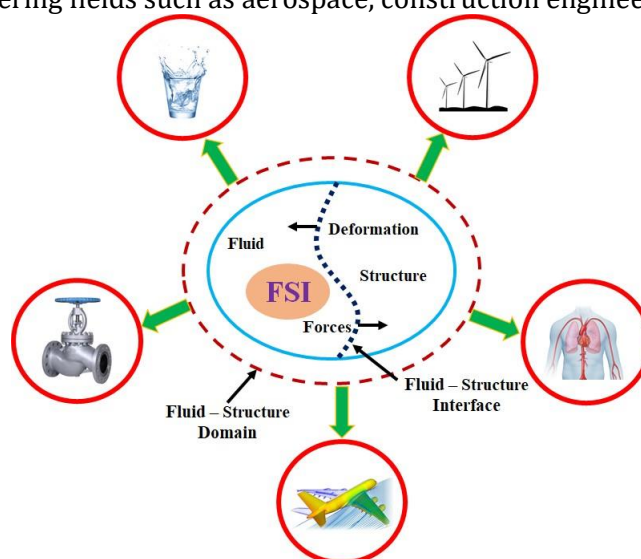 ering fields such as aerospace, construction enginee
Deformation
Fluid
Structure
FSI
Forces
Fluid – Structure
Interface
Fluid – Structure
Domain